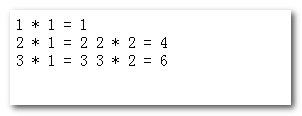 1 * 1 = 1
2 * 1 = 2 2 * 2 = 4
3 * 1 = 3 3 * 2 = 6